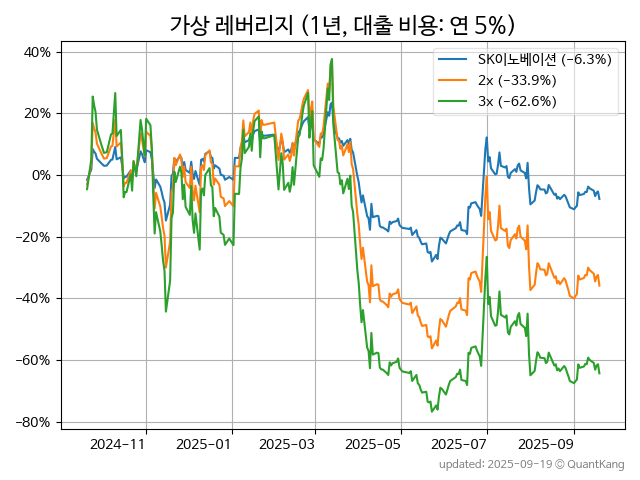 가상 레버리지 (1년, 대출 비용: 연 5%)
SK이노베이션 (−6.3%)
2x (−33.9%)
3x (−62.6%)
40%
20%
0%
−20%
−40%
−60%
−80%
2024-11 2025-01 2025-03 2025-05 2025-07 2025-09
updated: 2025-09-19 © QuantKang